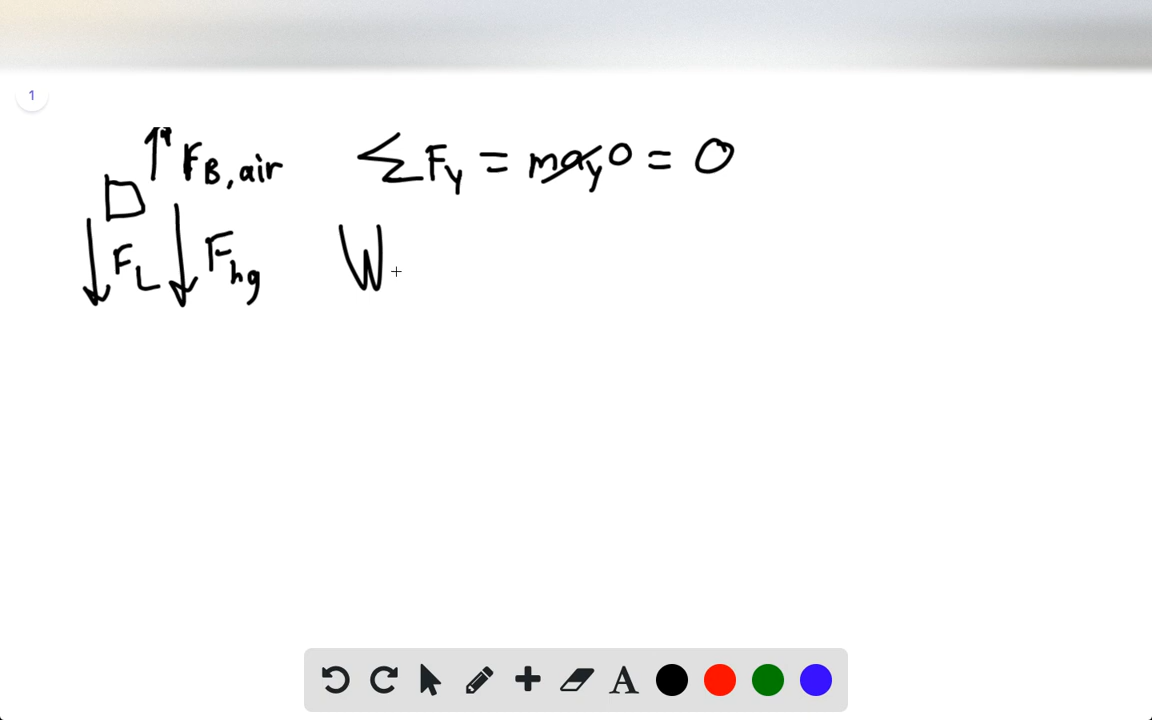 1
F_B,air
ΣF_y = ma_y 0 = 0
F_L F_hg
W
A